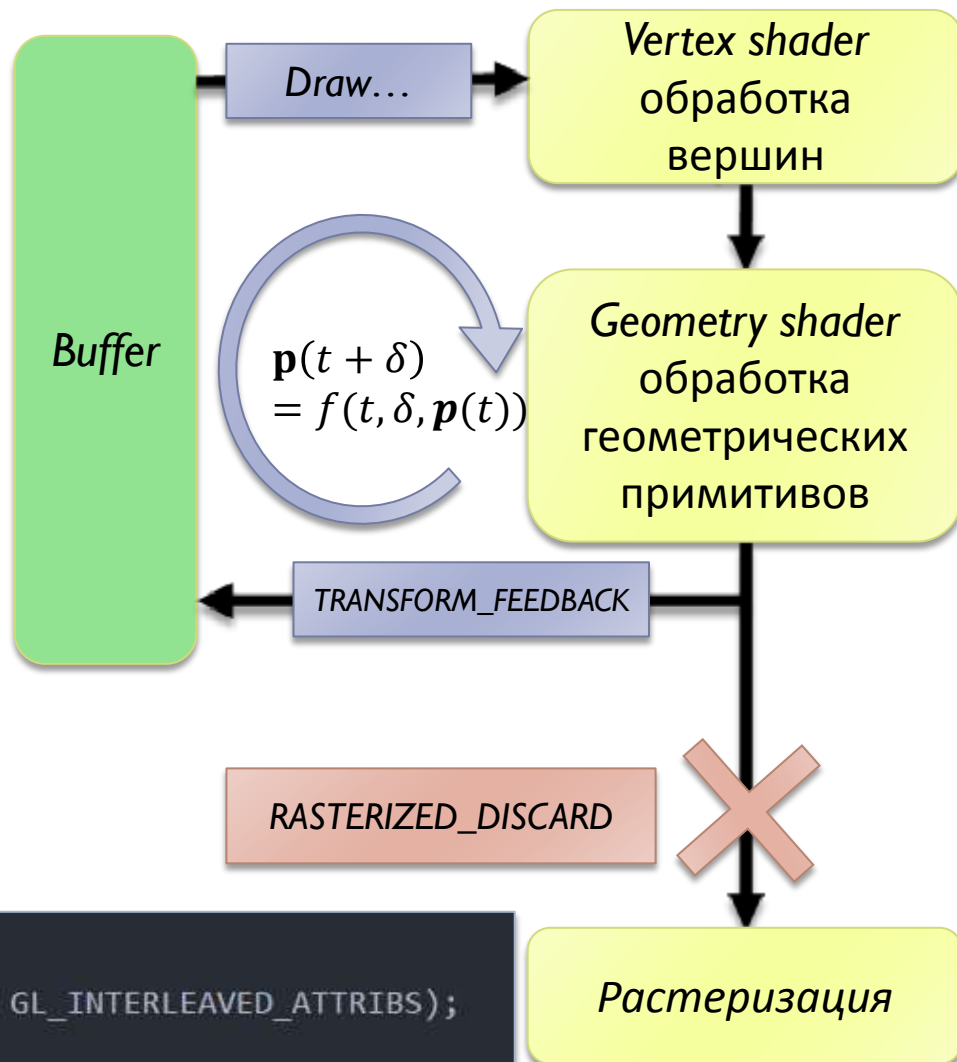 Draw...
Vertex shader
обработка
вершин
Buffer
p(t + δ)
= f(t, δ, p(t))
Geometry shader
обработка
геометрических
примитивов
TRANSFORM_FEEDBACK
RASTERIZED_DISCARD
GL_INTERLEAVED_ATTRIBS);
Растеризация